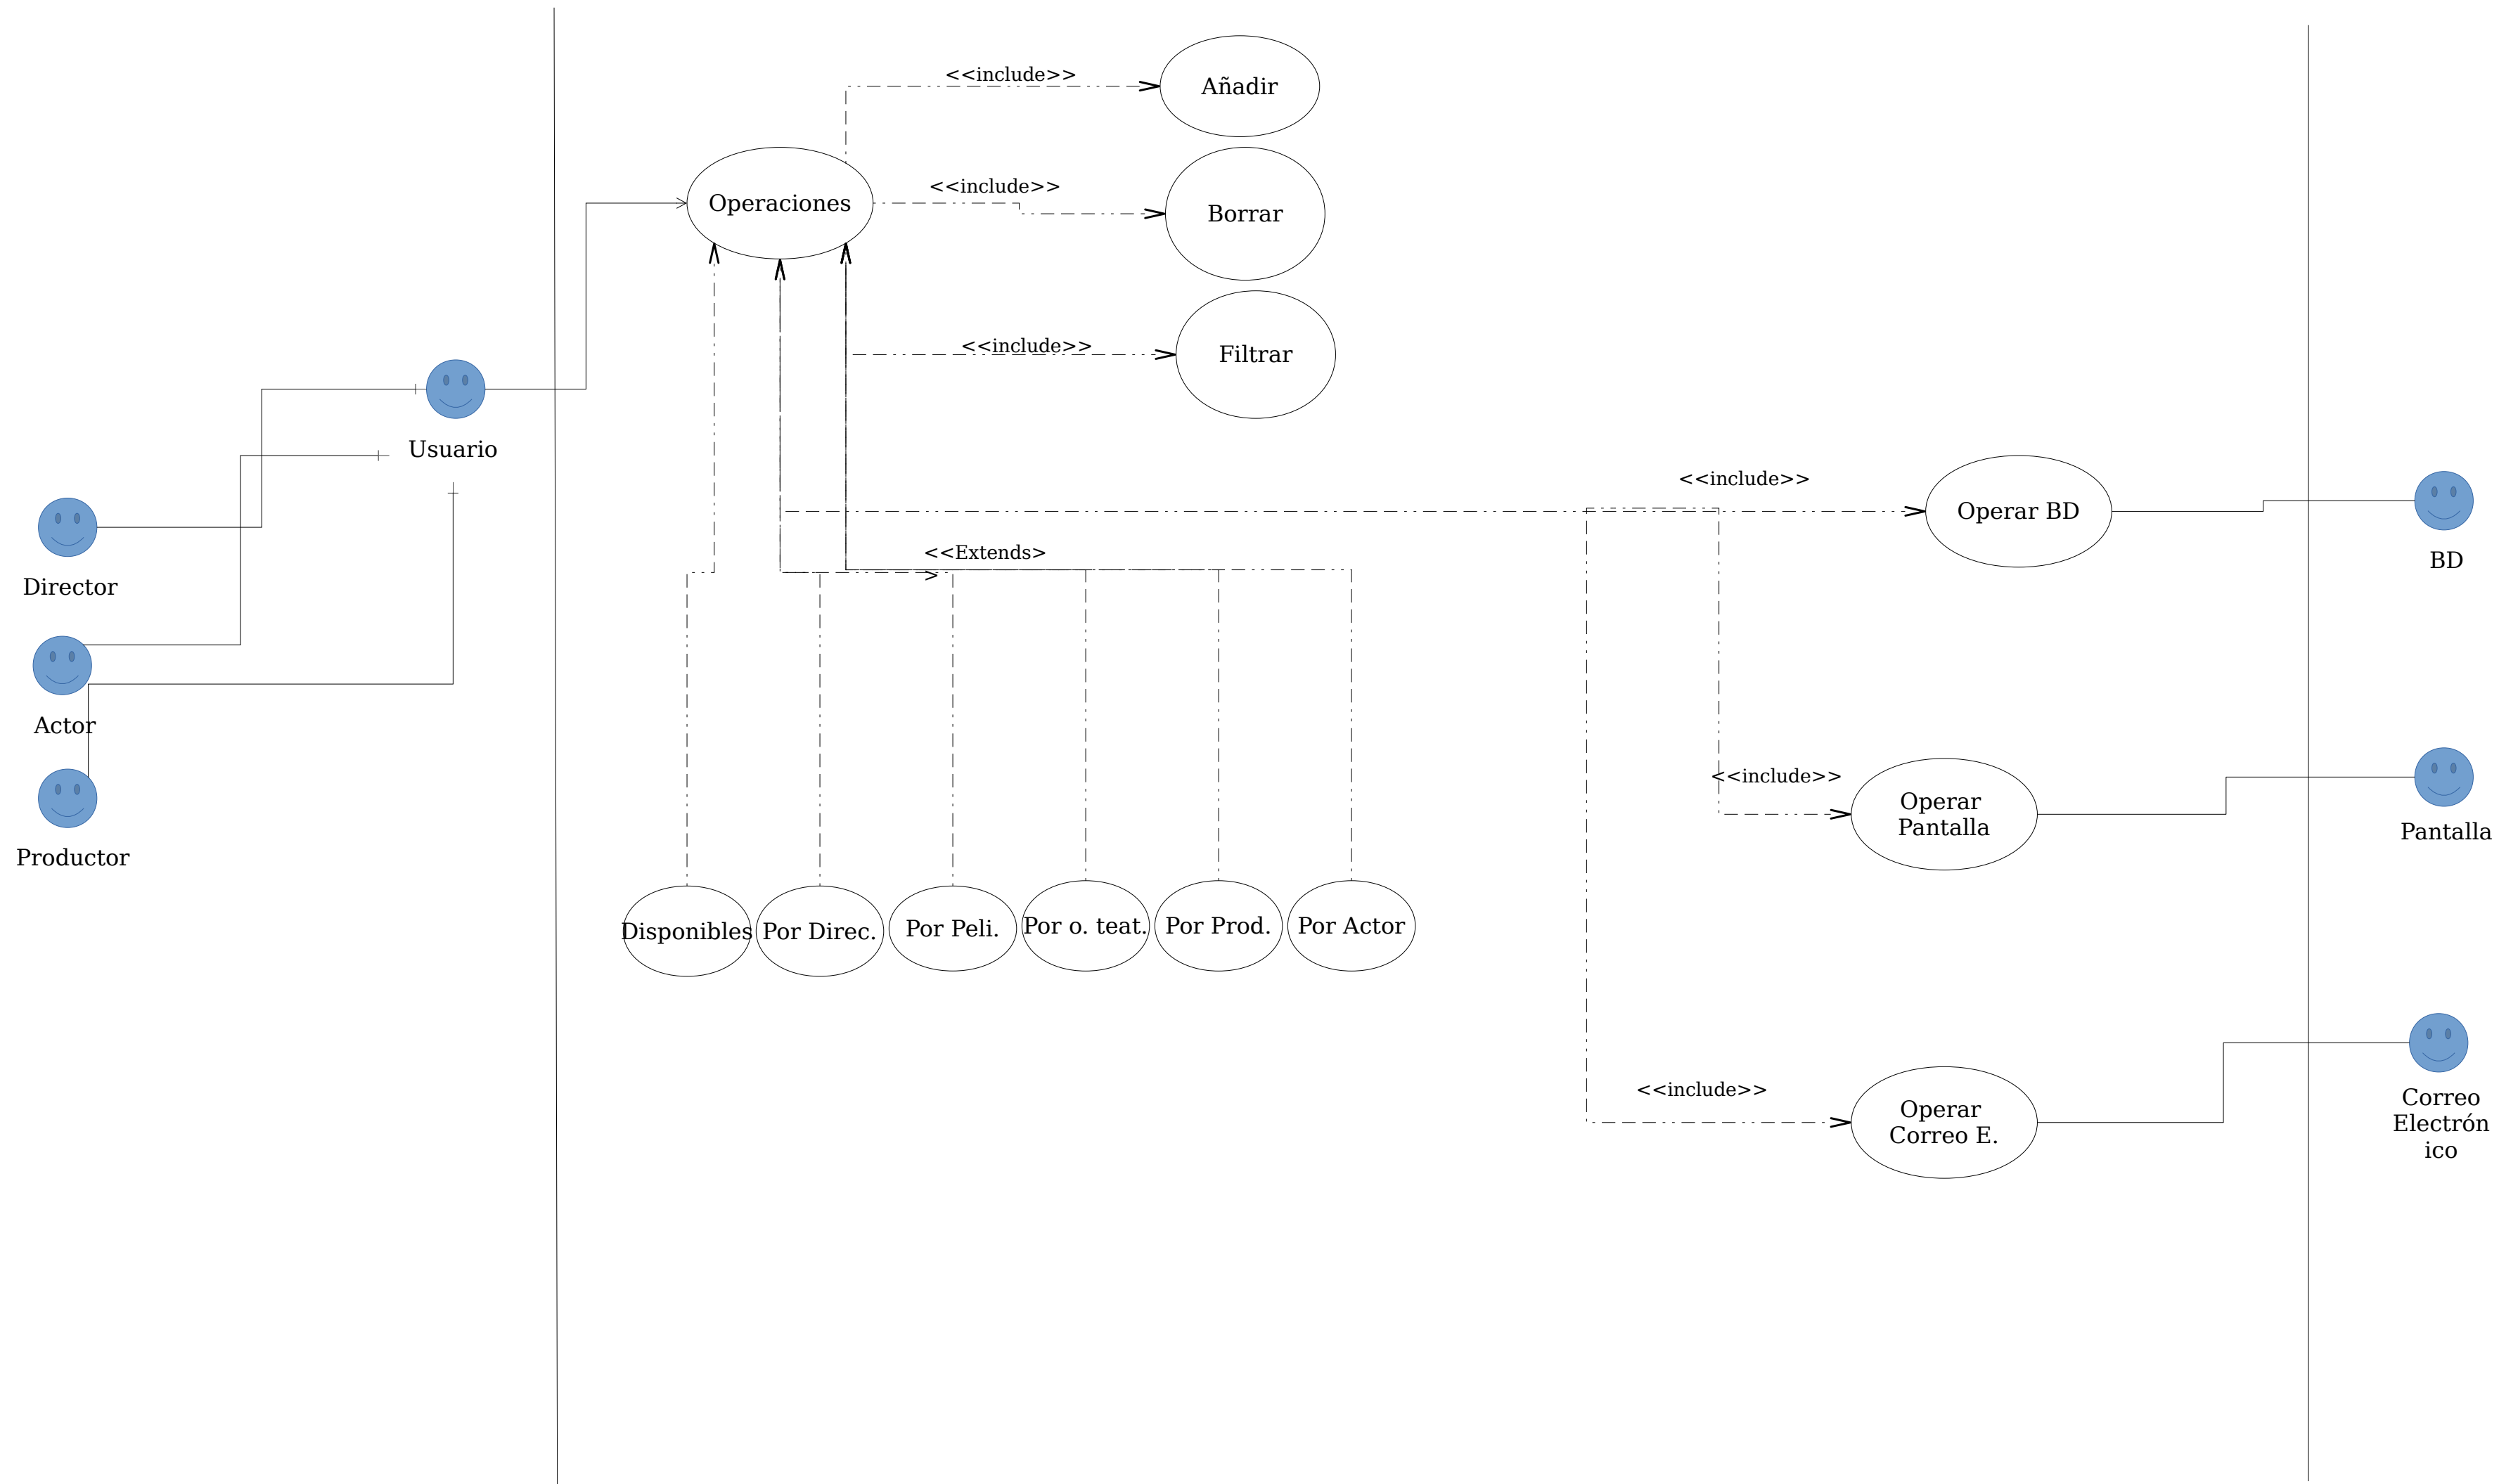 <<include>>
Añadir
Operaciones
<<include>>
Borrar
<<include>>
Filtrar
Usuario
<<include>>
Operar BD
BD
<<Extends>
>
Director
Actor
Productor
<<include>>
Operar
Pantalla
Pantalla
Disponibles
Por Direc.
Por Peli.
Por o. teat.
Por Prod.
Por Actor
<<include>>
Operar
Correo E.
Correo
Electrón
ico